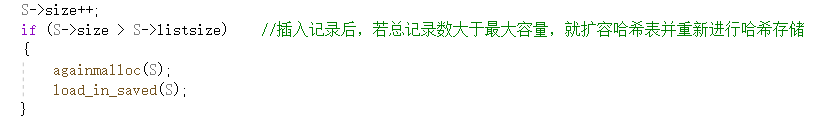 S->size++;
if (S->size > S->listsize) //插入记录后，若总记录数大于最大容量，就扩容哈希表并重新进行哈希存储
{
againmalloc(S);
load_in_saved(S);
}